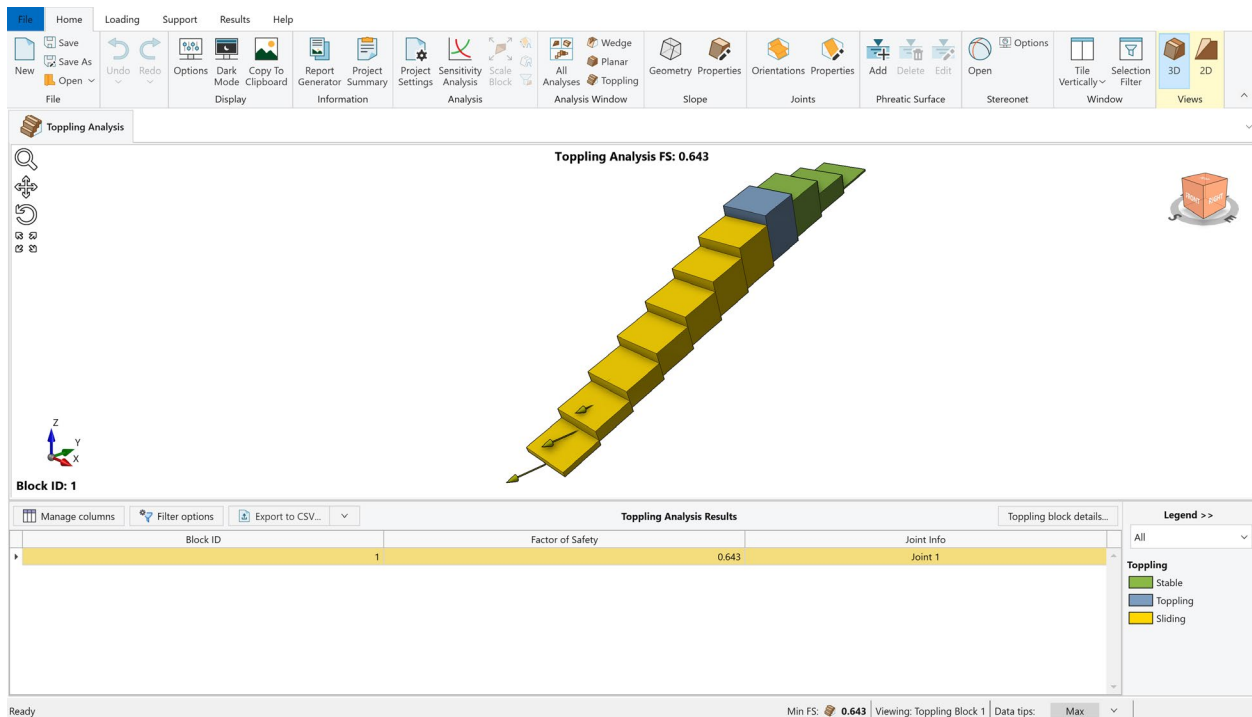 File Home Loading Support Results Help
New Save Save As Open Undo Redo Options Dark Mode Copy To Clipboard Report Generator Project Summary Project Settings Sensitivity Analysis Scale Block All Analyses Wedge Planar Toppling Geometry Properties Orientations Properties Add Delete Edit Open Options Tile Vertically Selection Filter 3D 2D
File Display Information Analysis Analysis Window Slope Joints Phreatic Surface Stereonet Window Views
Toppling Analysis
Toppling Analysis FS: 0.643
FRONT RIGHT
S E
Z
Y
X
Block ID: 1
Manage columns Filter options Export to CSV... Toppling Analysis Results Toppling block details... Legend >>
Block ID Factor of Safety Joint Info All
1 0.643 Joint 1
Toppling
Stable
Toppling
Sliding
Ready Min FS: 0.643 Viewing: Toppling Block 1 Data tips: Max